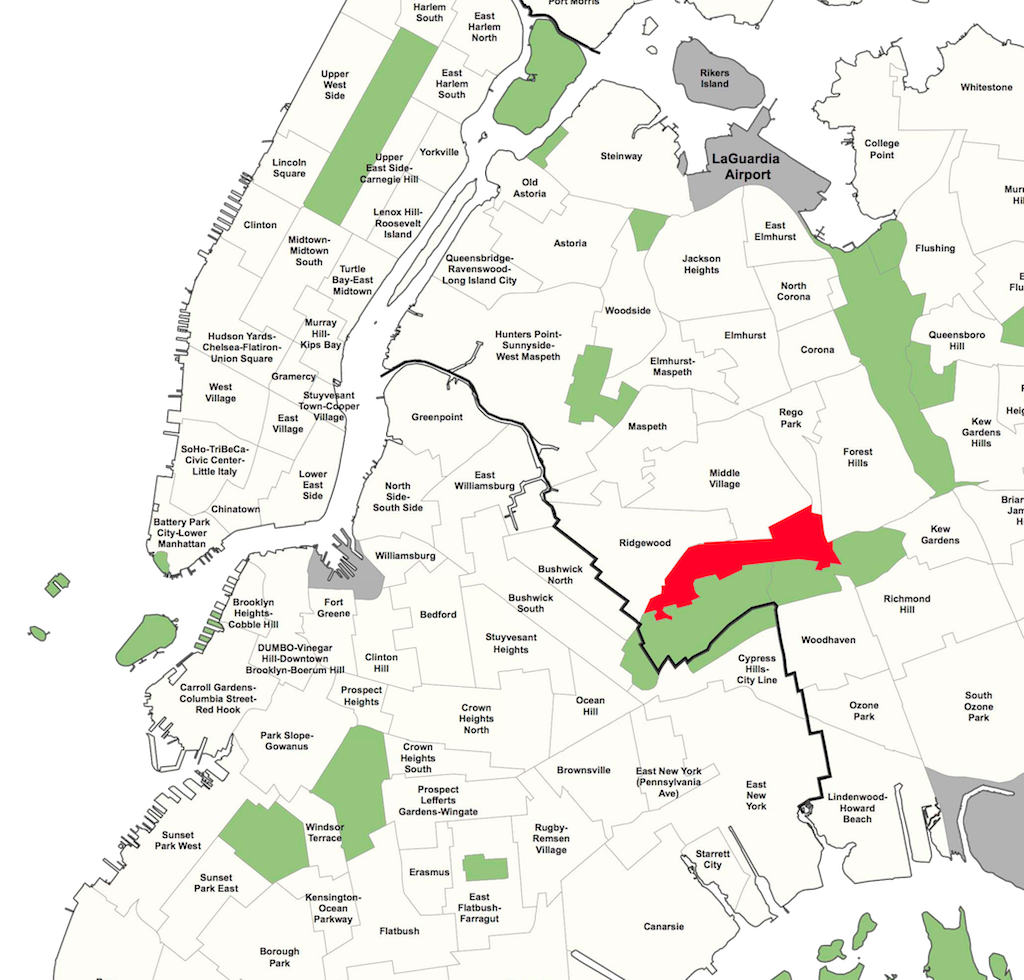 Harlem
South
Port Morris
East
Harlem
North
Upper
West
Side
East
Harlem
South
Rikers
Island
Whitestone
Lincoln
Square
Upper
East Side-
Carnegie Hill
Yorkville
Steinway
LaGuardia
Airport
College
Point
Old
Astoria
Clinton
Lenox Hill-
Roosevelt
Island
East
Elmhurst
Midtown-
Midtown
South
Astoria
Flushing
Turtle
Bay-East
Midtown
Queensbridge-
Ravenswood-
Long Island City
Jackson
Heights
North
Corona
Woodside
Murray
Hill-
Kips Bay
Hudson Yards-
Chelsea-Flatiron-
Union Square
Hunters Point-
Sunnyside-
West Maspeth
Elmhurst
Corona
Queensboro
Hill
Elmhurst-
Maspeth
Gramercy
West
Village
Stuyvesant
Town-Cooper
Village
East
Village
Greenpoint
Maspeth
Rego
Park
Kew
Gardens
Hills
SoHo-TriBeCa-
Civic Center-
Little Italy
Forest
Hills
Lower
East
Side
East
Williamsburg
Middle
Village
North
Side-
South Side
Chinatown
Battery Park
City-Lower
Manhattan
Ridgewood
Kew
Gardens
Williamsburg
Bushwick
North
Brooklyn
Heights-
Cobble Hill
Fort
Greene
Bedford
Bushwick
South
Richmond
Hill
Stuyvesant
Heights
Woodhaven
DUMBO-Vinegar
Hill-Downtown
Brooklyn-Boerum Hill
Clinton
Hill
Cypress
Hills-
City Line
Carroll Gardens-
Columbia Street-
Red Hook
Prospect
Heights
Ocean
Hill
Crown
Heights
North
Ozone
Park
South
Ozone
Park
Park Slope-
Gowanus
Crown
Heights
South
Brownsville
East New York
(Pennsylvania
Ave)
East
New
York
Prospect
Lefferts
Gardens-Wingate
Lindenwood-
Howard
Beach
Sunset
Park West
Windsor
Terrace
Rugby-
Remsen
Village
Starrett
City
Erasmus
Sunset
Park East
Kensington-
Ocean
Parkway
East
Flatbush-
Farragut
Flatbush
Canarsie
Borough
Park